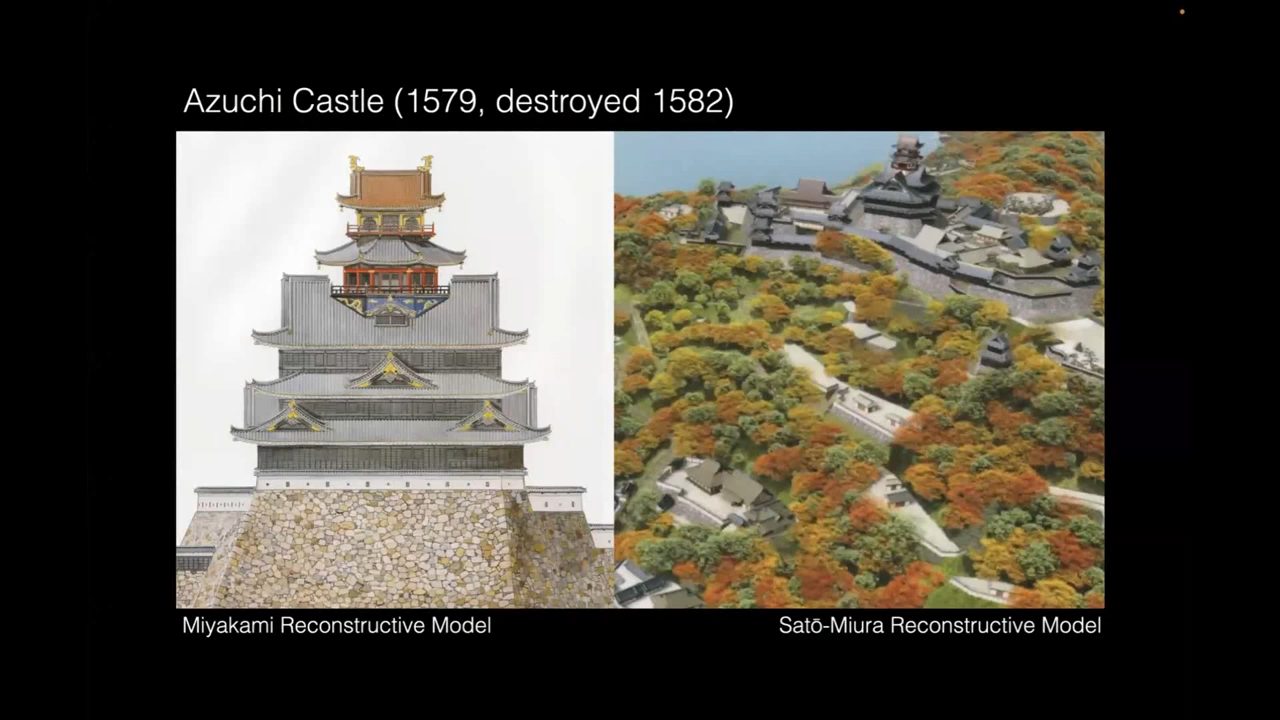 Azuchi Castle (1579, destroyed 1582)
Miyakami Reconstructive Model
Satō-Miura Reconstructive Model